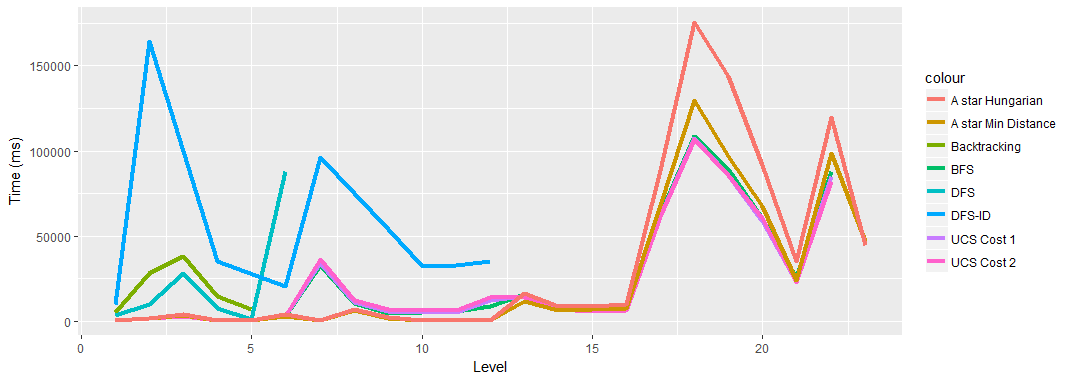 150000
100000
50000
0
Time (ms)
0
5
10
15
20
Level
colour
A star Hungarian
A star Min Distance
Backtracking
BFS
DFS
DFS-ID
UCS Cost 1
UCS Cost 2